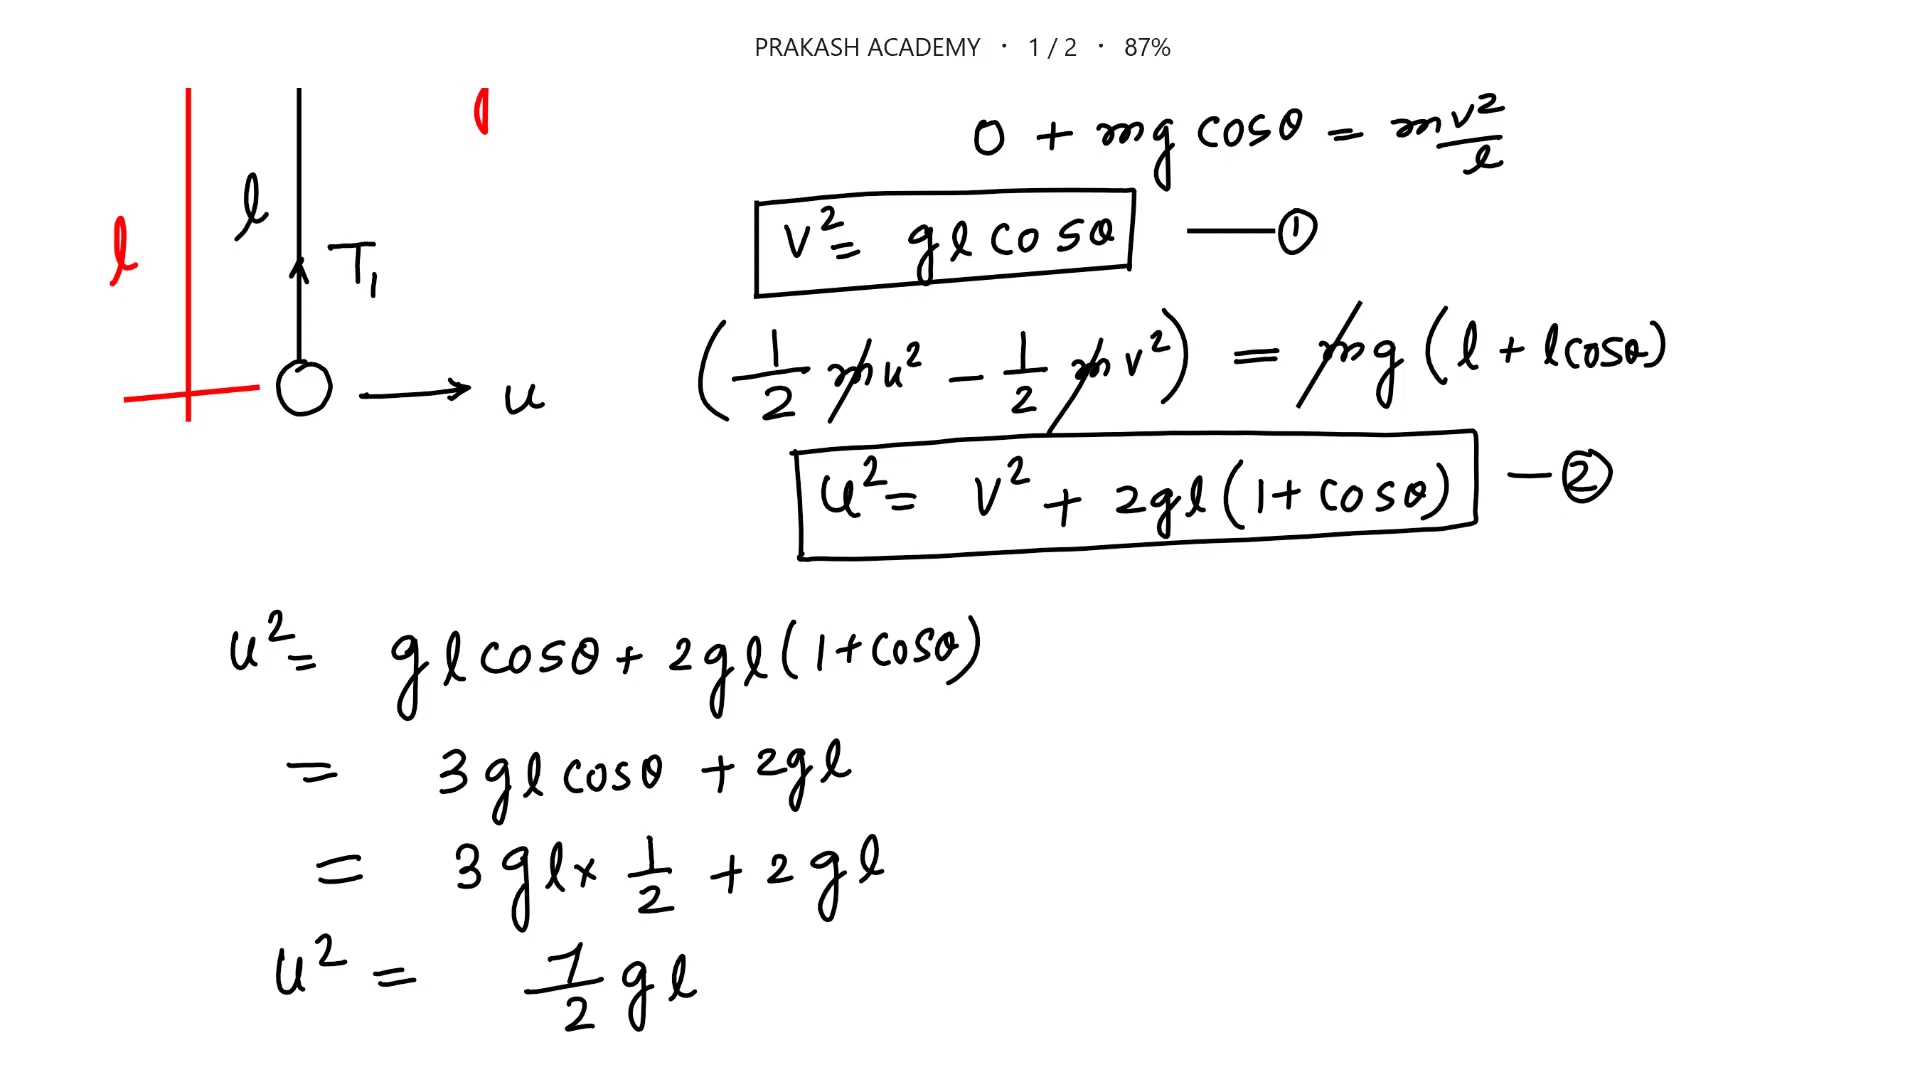 PRAKASH ACADEMY · 1 / 2 · 87%
0 + mg cosθ = mv²/l
l
l
T₁
v² = gl cosθ —①
(1/2 mu² - 1/2 mv²) = mg (l + lcosθ)
u
u² = v² + 2gl(1+cosθ) —②
u² = gl cosθ + 2gl(1+cosθ)
= 3gl cosθ + 2gl
= 3gl × 1/2 + 2gl
u² = 7/2 gl